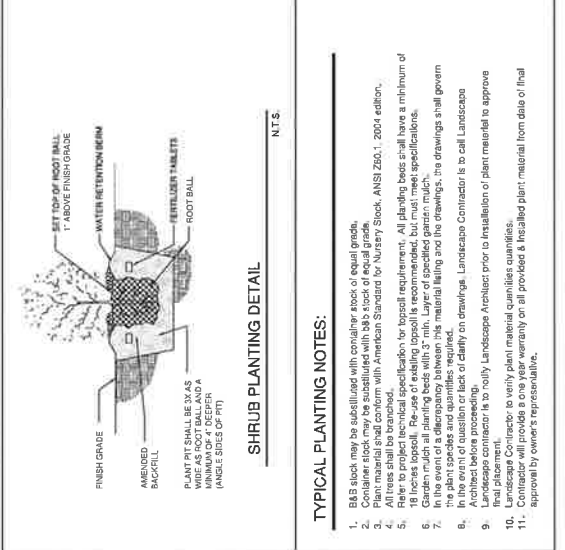 SET TOP OF ROOT BALL
1" ABOVE FINISH GRADE
WATER RETENTION BERM
FERTILIZER TABLETS
ROOT BALL
FINISH GRADE
AMENDED
BACKFILL
PLANT PIT SHALL BE 3X AS
WIDE AS ROOT BALL AND A
MINIMUM OF 4" DEEPER
(ANGLE SIDES OF PIT)
SHRUB PLANTING DETAIL
N.T.S.
TYPICAL PLANTING NOTES:
1. B&B stock may be substituted with container stock of equal grade.
2. Container stock may be substituted with b&b stock of equal grade.
3. Plant material shall conform with American Standard for Nursery Stock, ANSI Z60.1, 2004 edition.
4. All trees shall be branched.
5. Refer to project technical specification for topsoil requirement. All planting beds shall have a minimum of
18 inches topsoil. Re-use of existing topsoil is recommended, but must meet specifications.
6. Garden mulch all planting beds with 3" min. Layer of specified garden mulch.
7. In the event of a discrepancy between this material listing and the drawings, the drawings shall govern
the plant species and quantities required.
8. In the event of question or lack of clarity on drawings, Landscape Contractor is to call Landscape
Architect before proceeding.
9. Landscape contractor is to notify Landscape Architect prior to installation of plant material to approve
final placement.
10. Landscape Contractor to verify plant material quantities quantities.
11. Contractor will provide a one year warranty on all provided & installed plant material from date of final
approval by owner's representative.